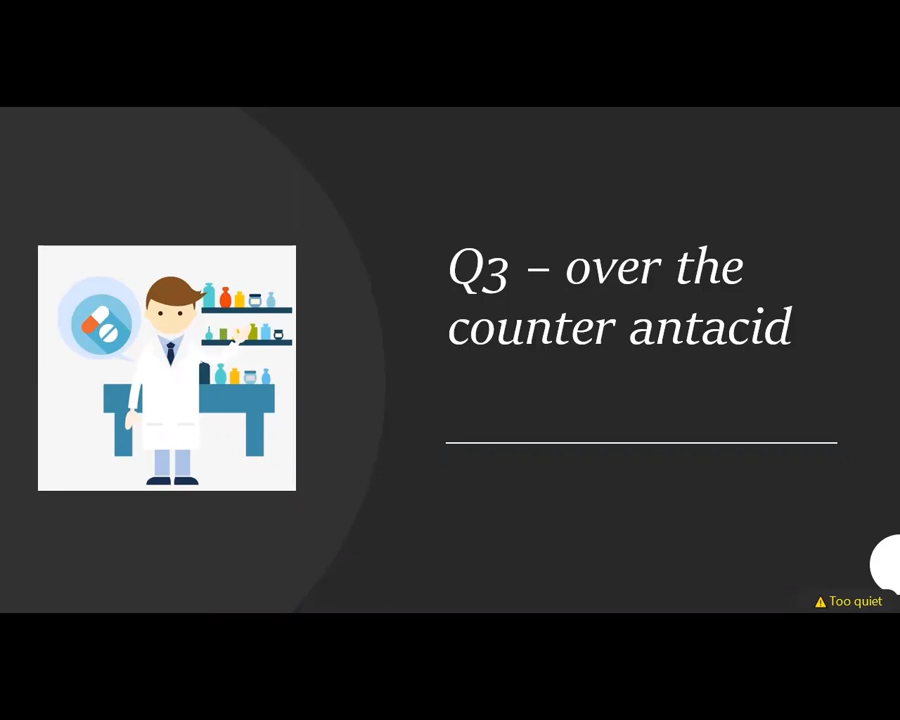 Q3 – over the
counter antacid
Too quiet